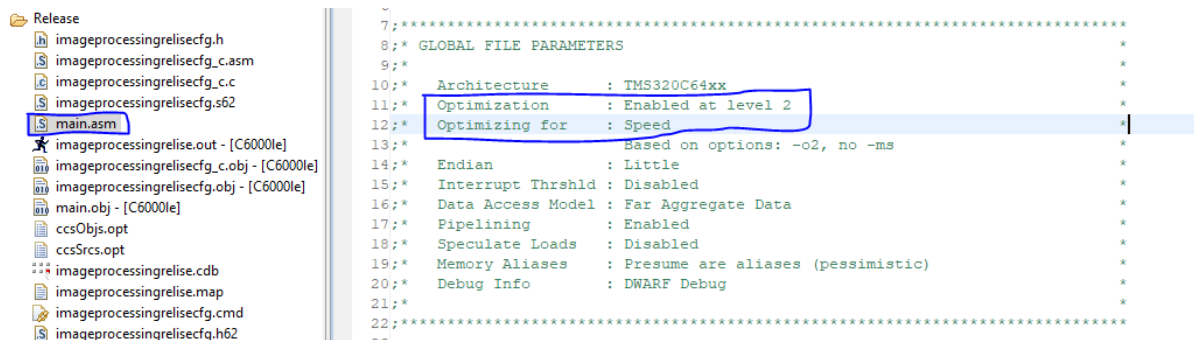 Release
imageprocessingrelisecfg.h
imageprocessingrelisecfg_c.asm
imageprocessingrelisecfg_c.c
imageprocessingrelisecfg.s62
main.asm
imageprocessingrelise.out - [C6000le]
imageprocessingrelisecfg_c.obj - [C6000le]
imageprocessingrelisecfg.obj - [C6000le]
main.obj - [C6000le]
ccsObjs.opt
ccsSrcs.opt
imageprocessingrelise.cdb
imageprocessingrelise.map
imageprocessingrelisecfg.cmd
imageprocessingrelisecfg.h62
7;******************************************************************************
8;* GLOBAL FILE PARAMETERS *
9;* *
10;* Architecture : TMS320C64xx *
11;* Optimization : Enabled at level 2 *
12;* Optimizing for : Speed *
13;* Based on options: -o2, no -ms *
14;* Endian : Little *
15;* Interrupt Thrshld : Disabled *
16;* Data Access Model : Far Aggregate Data *
17;* Pipelining : Enabled *
18;* Speculate Loads : Disabled *
19;* Memory Aliases : Presume are aliases (pessimistic) *
20;* Debug Info : DWARF Debug *
21;* *
22;******************************************************************************